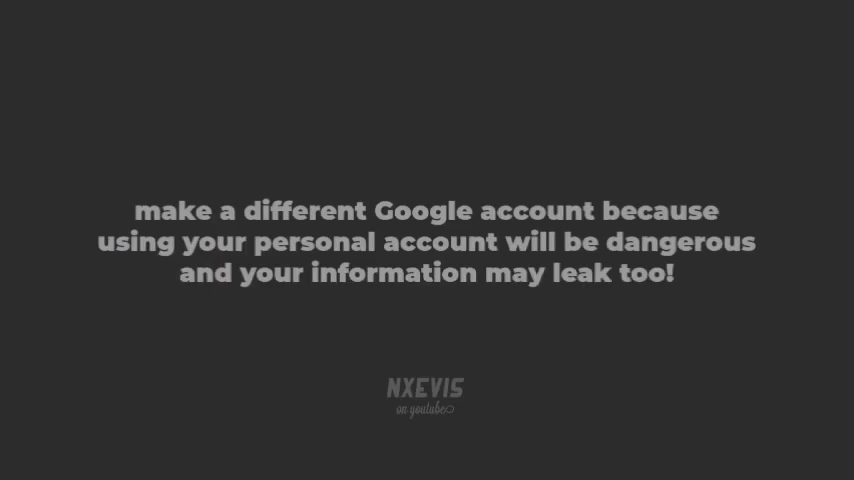 make a different Google account because
using your personal account will be dangerous
and your information may leak too!
NXEVIS
on youtube